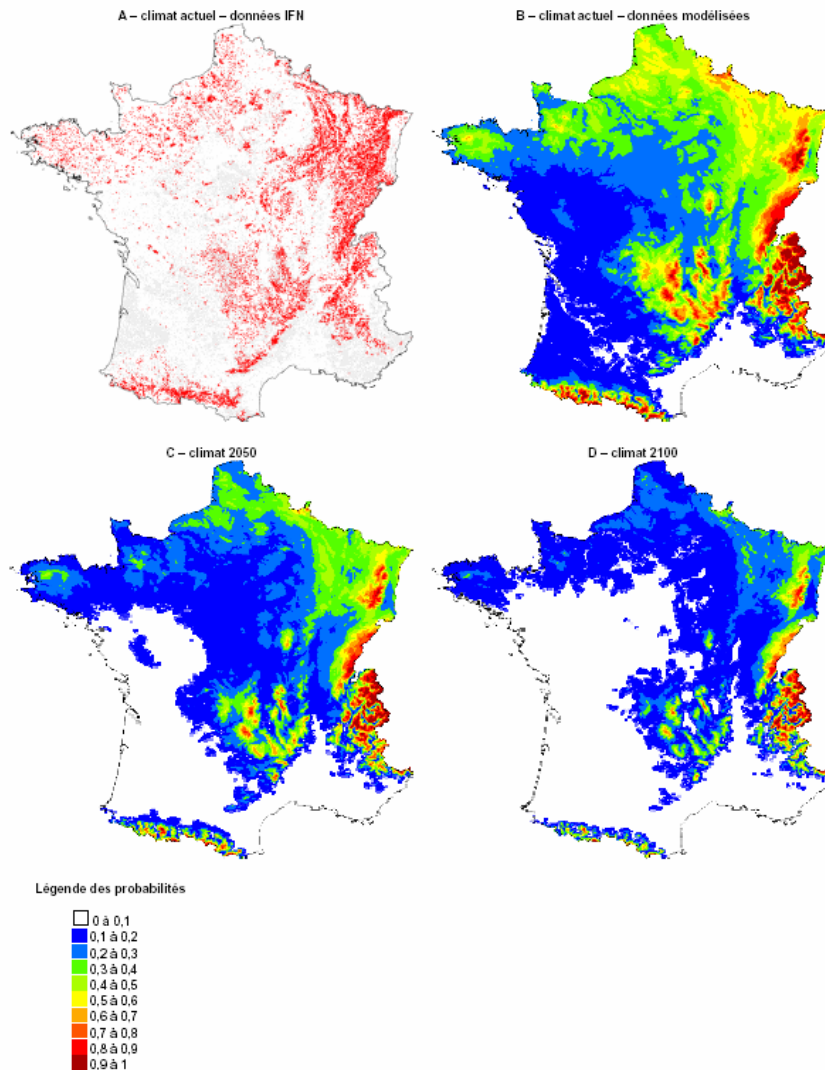 A – climat actuel – données IFN
B – climat actuel – données modélisées
C – climat 2050
D – climat 2100
Légende des probabilités
0 à 0,1
0,1 à 0,2
0,2 à 0,3
0,3 à 0,4
0,4 à 0,5
0,5 à 0,6
0,6 à 0,7
0,7 à 0,8
0,8 à 0,9
0,9 à 1